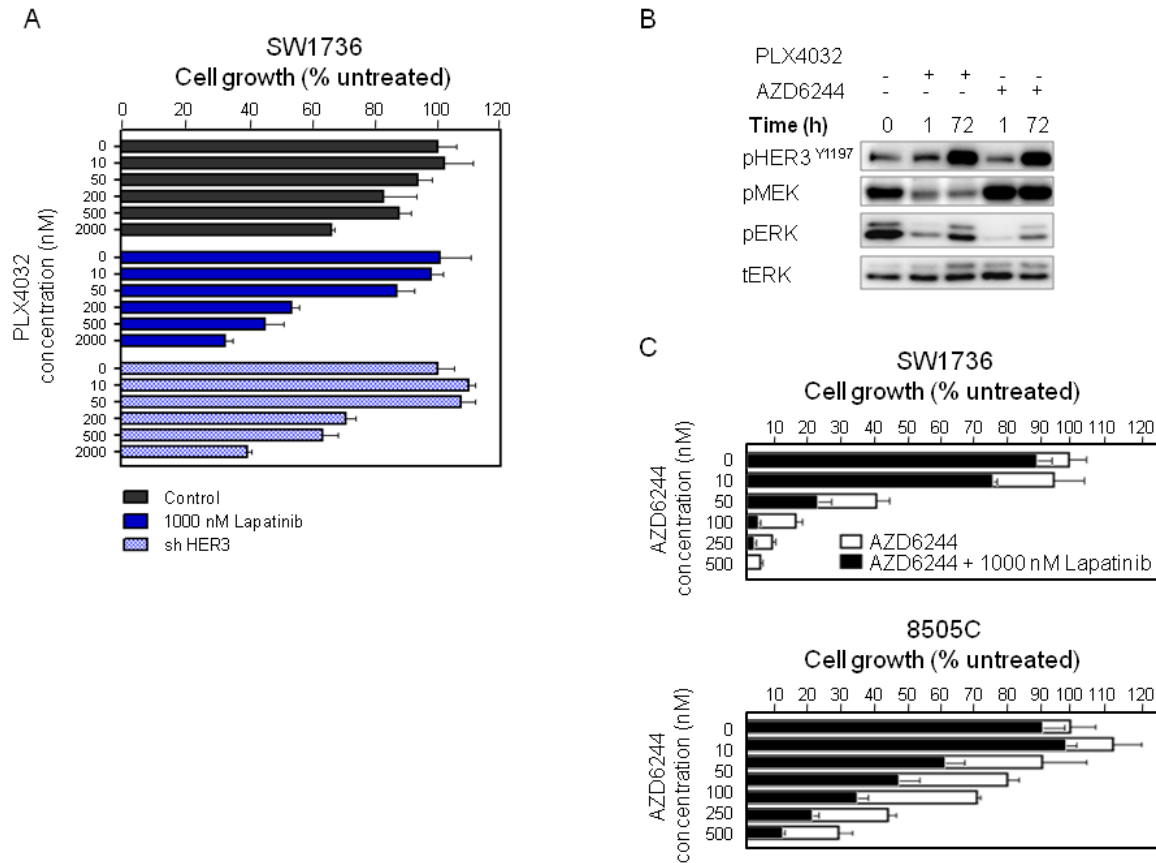 A
SW1736
Cell growth (% untreated)
0 20 40 60 80 100 120
PLX4032
concentration (nM)
0
10
50
200
500
2000
0
10
50
200
500
2000
0
10
50
200
500
2000
Control
1000 nM Lapatinib
sh HER3
B
PLX4032 - + + - -
AZD6244 - - - + +
Time (h) 0 1 72 1 72
pHER3 Y1197
pMEK
pERK
tERK
C
SW1736
Cell growth (% untreated)
10 20 30 40 50 60 70 80 90 100 110
AZD6244
concentration (nM)
0
10
50
100
250
500
AZD6244
AZD6244 + 1000 nM Lapatinib
8505C
Cell growth (% untreated)
10 20 30 40 50 60 70 80 90 100 110 120
AZD6244
concentration (nM)
0
10
50
100
250
500